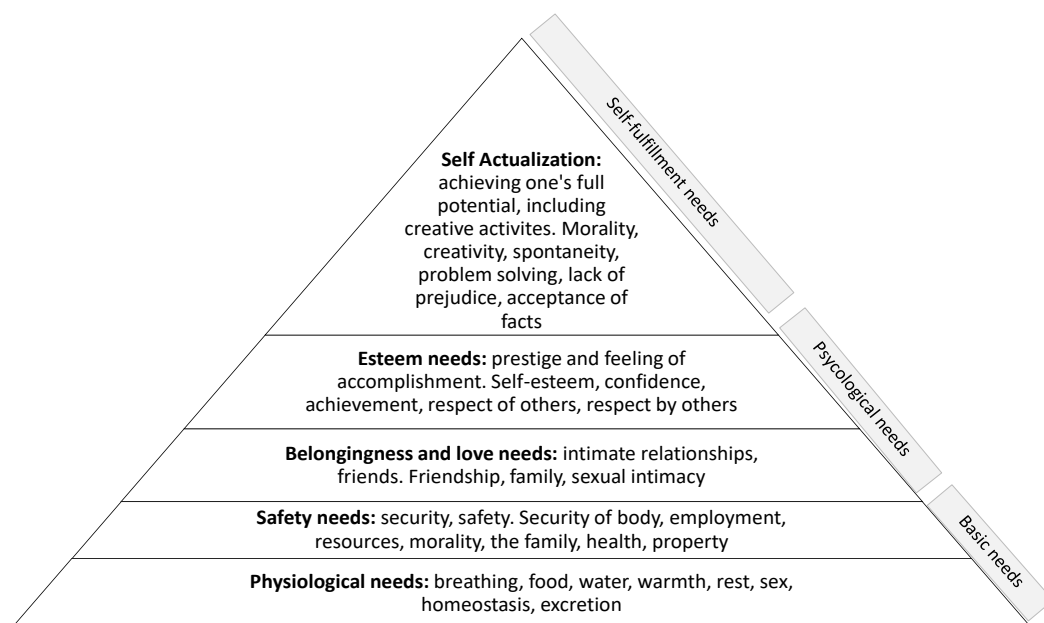 Self-fulfillment needs
Self Actualization:
achieving one's full
potential, including
creative activites. Morality,
creativity, spontaneity,
problem solving, lack of
prejudice, acceptance of
facts
Psycological needs
Esteem needs: prestige and feeling of
accomplishment. Self-esteem, confidence,
achievement, respect of others, respect by others
Belongingness and love needs: intimate relationships,
friends. Friendship, family, sexual intimacy
Basic needs
Safety needs: security, safety. Security of body, employment,
resources, morality, the family, health, property
Physiological needs: breathing, food, water, warmth, rest, sex,
homeostasis, excretion